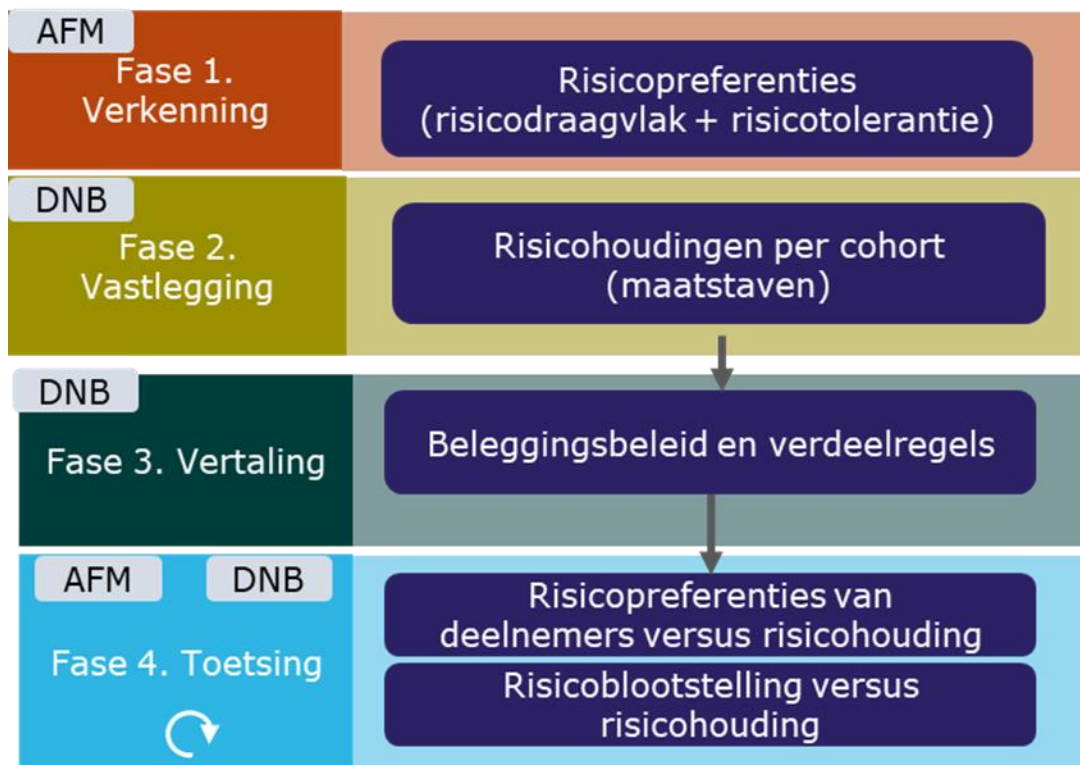 AFM
Fase 1.
Verkenning
Risicopreferenties
(risicodraagvlak + risicotolerantie)
DNB
Fase 2.
Vastlegging
Risicohoudingen per cohort
(maatstaven)
DNB
Fase 3. Vertaling
Beleggingsbeleid en verdeelregels
AFM
DNB
Fase 4. Toetsing
Risicopreferenties van
deelnemers versus risicohouding
Risicoblootstelling versus
risicohouding